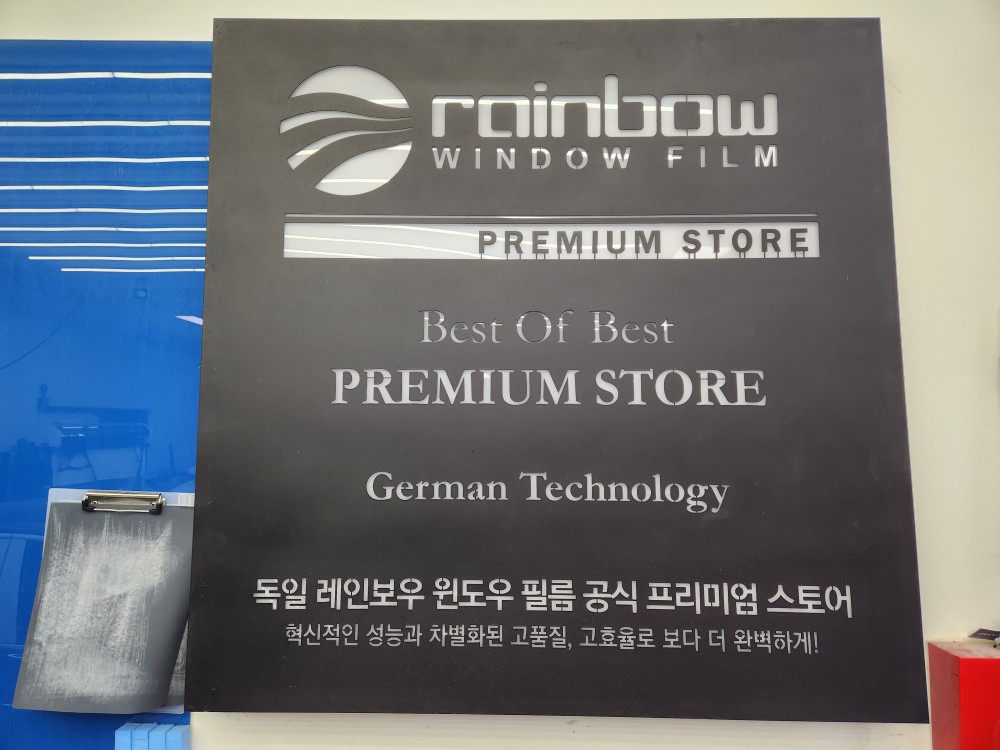 rainbow
WINDOW FILM
PREMIUM STORE
Best Of Best
PREMIUM STORE
German Technology
독일 레인보우 윈도우 필름 공식 프리미엄 스토어
혁신적인 성능과 차별화된 고품질, 고효율로 보다 더 완벽하게!